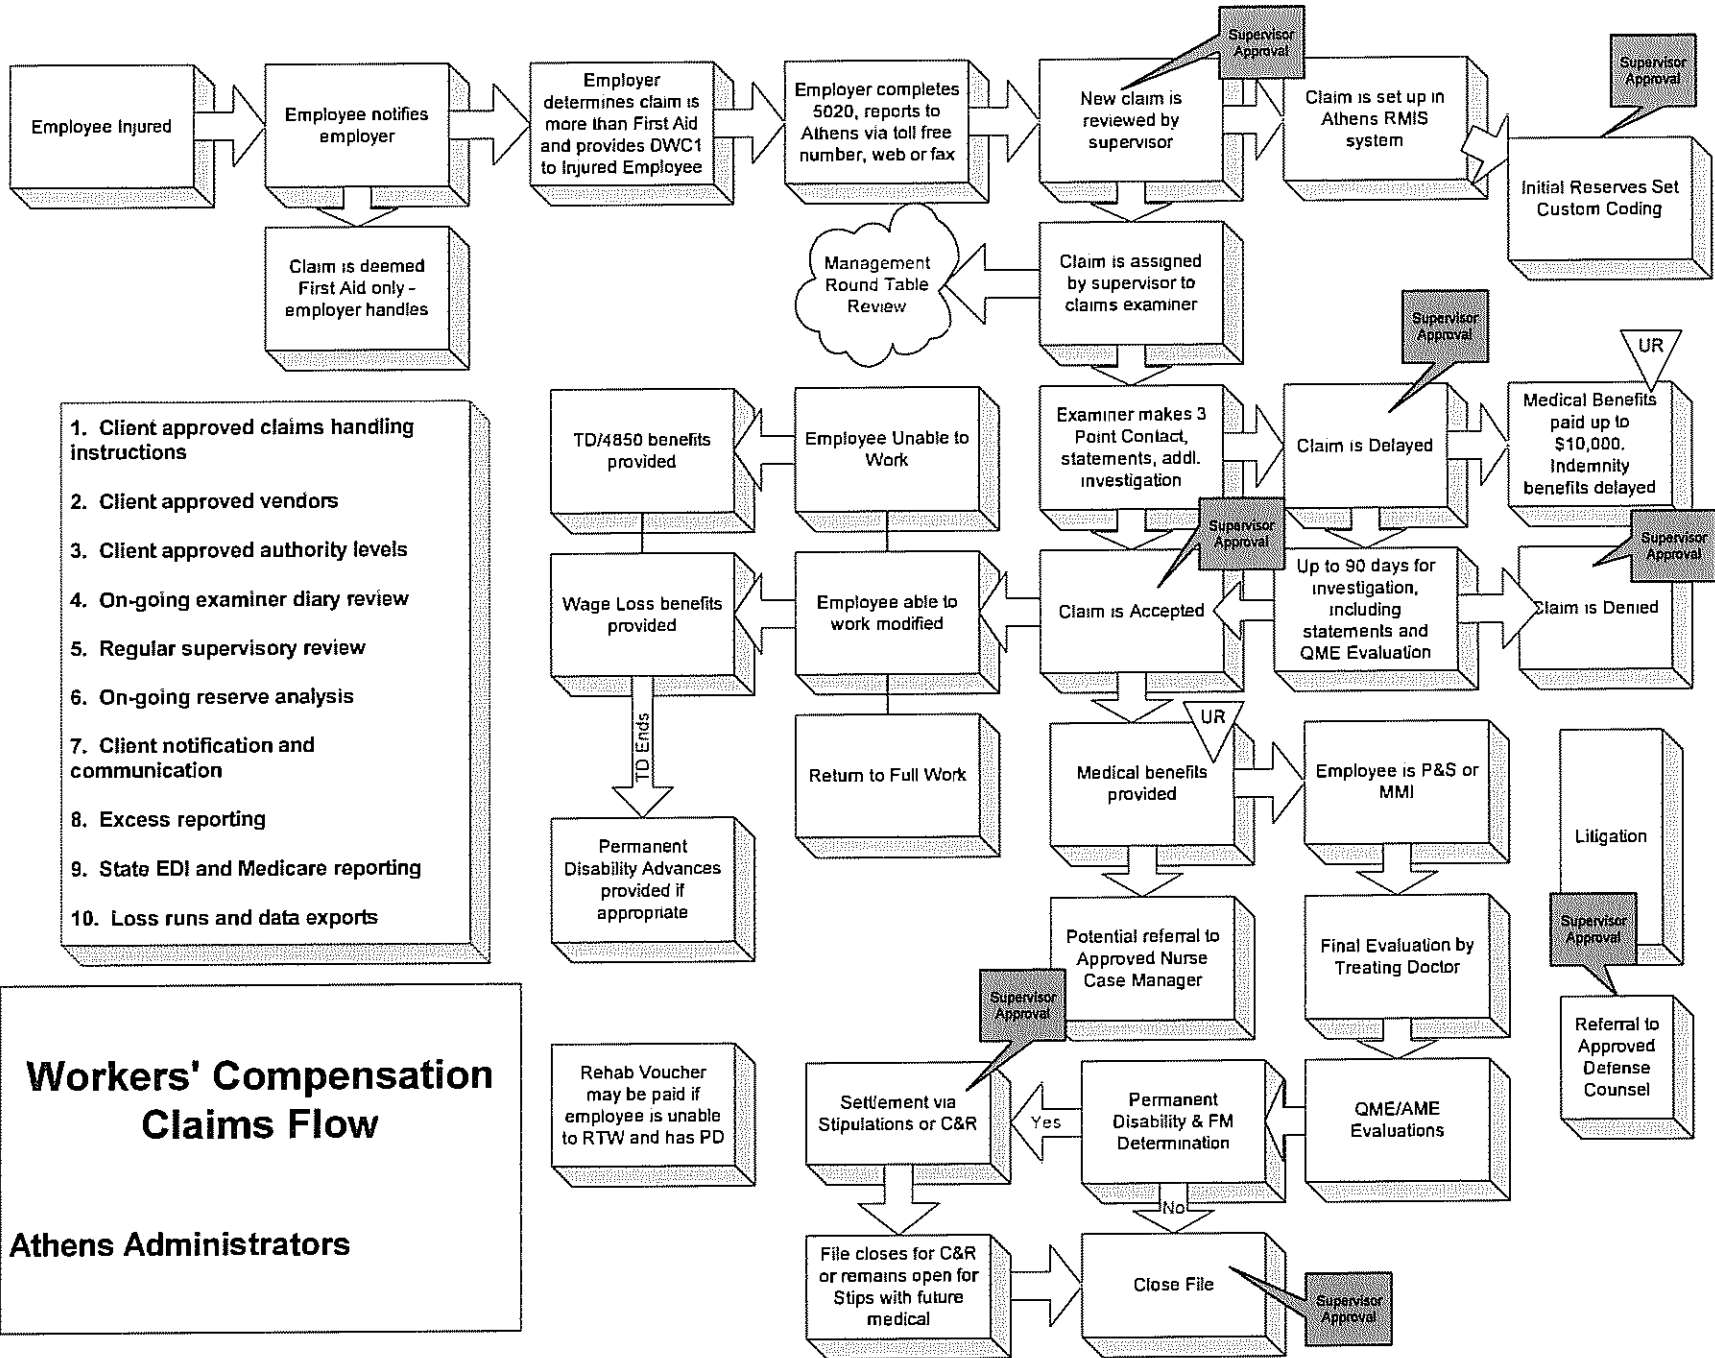 Supervisor
Approval
Supervisor
Approval
Employee Injured
Employee notifies
employer
Employer
determines claim is
more than First Aid
and provides DWC1
to Injured Employee
Employer completes
5020, reports to
Athens via toll free
number, web or fax
New claim is
reviewed by
supervisor
Claim is set up in
Athens RMIS
system
Initial Reserves Set
Custom Coding
Claim is deemed
First Aid only -
employer handles
Management
Round Table
Review
Claim is assigned
by supervisor to
claims examiner
Supervisor
Approval
UR
1. Client approved claims handling
instructions
2. Client approved vendors
3. Client approved authority levels
4. On-going examiner diary review
5. Regular supervisory review
6. On-going reserve analysis
7. Client notification and
communication
8. Excess reporting
9. State EDI and Medicare reporting
10. Loss runs and data exports
TD/4850 benefits
provided
Employee Unable to
Work
Examiner makes 3
Point Contact,
statements, addl.
investigation
Claim is Delayed
Medical Benefits
paid up to
$10,000.
Indemnity
benefits delayed
Supervisor
Approval
Supervisor
Approval
Wage Loss benefits
provided
Employee able to
work modified
Claim is Accepted
Up to 90 days for
investigation,
including
statements and
QME Evaluation
Claim is Denied
TD Ends
Return to Full Work
UR
Medical benefits
provided
Employee is P&S or
MMI
Litigation
Permanent
Disability Advances
provided if
appropriate
Potential referral to
Approved Nurse
Case Manager
Final Evaluation by
Treating Doctor
Supervisor
Approval
Supervisor
Approval
Referral to
Approved
Defense
Counsel
Workers' Compensation
Claims Flow
Athens Administrators
Rehab Voucher
may be paid if
employee is unable
to RTW and has PD
Settlement via
Stipulations or C&R
Yes
Permanent
Disability & FM
Determination
QME/AME
Evaluations
No
File closes for C&R
or remains open for
Stips with future
medical
Close File
Supervisor
Approval